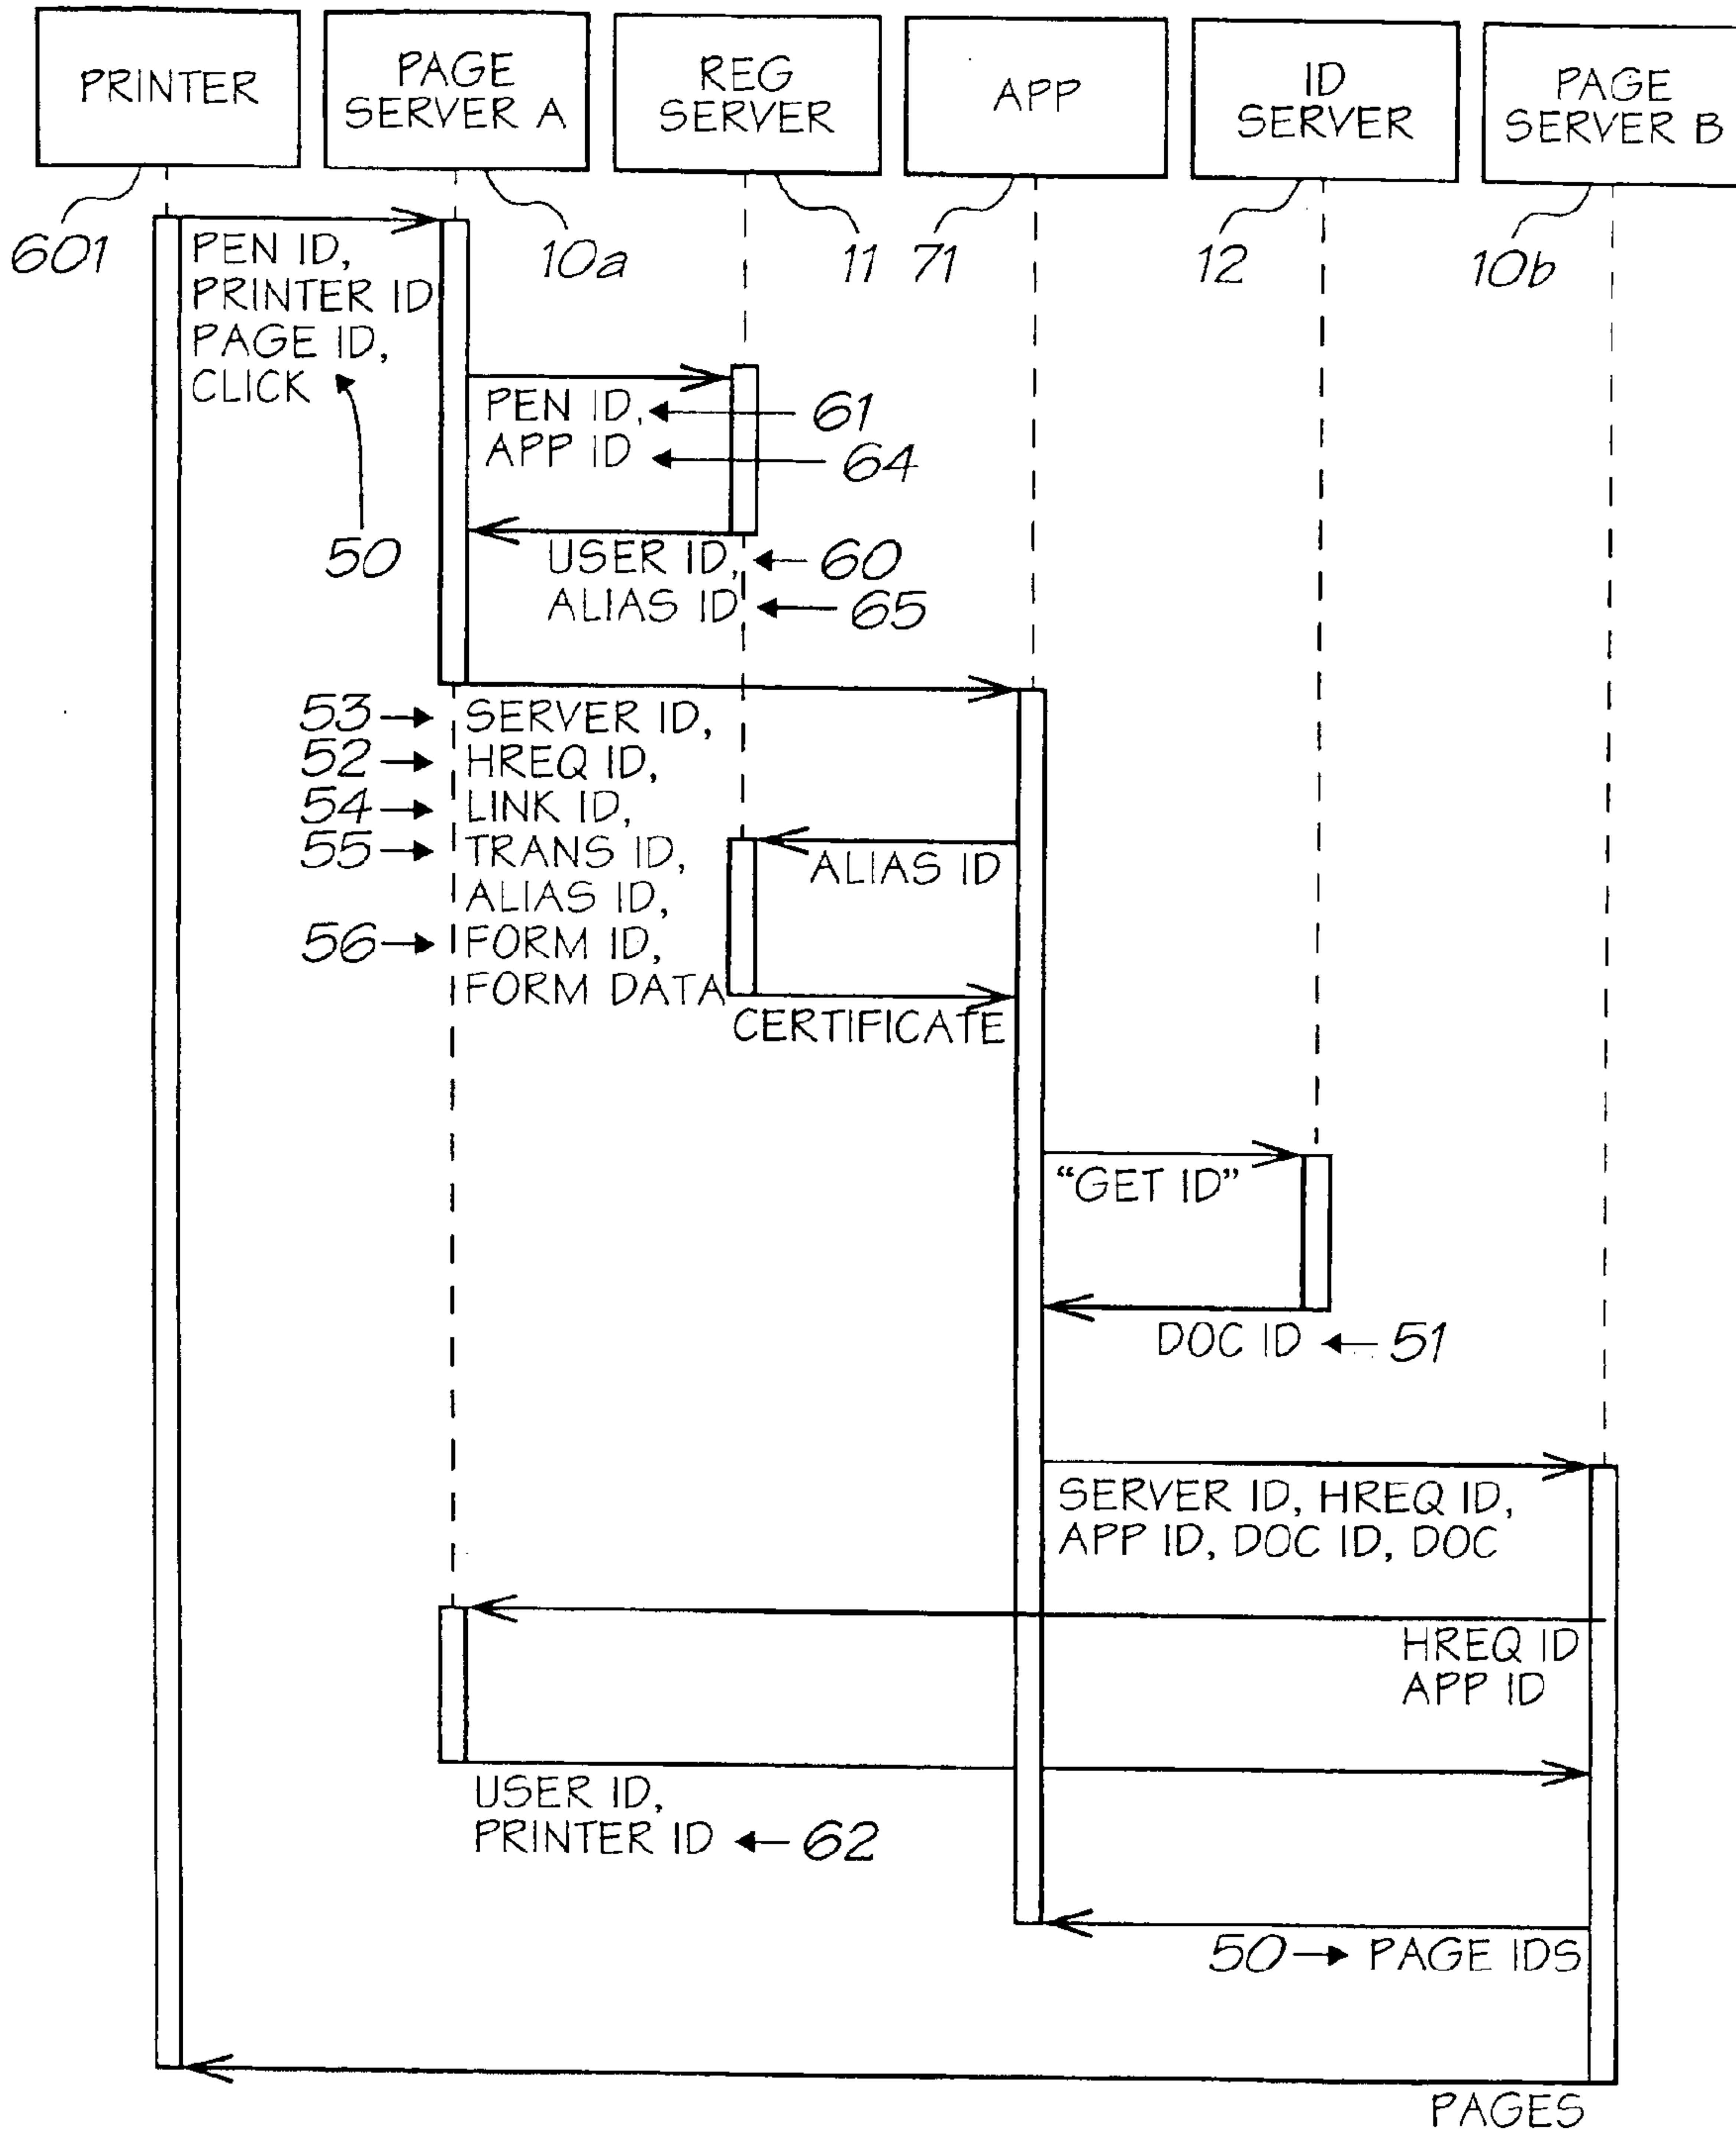 PRINTER
PAGE
SERVER A
REG
SERVER
APP
ID
SERVER
PAGE
SERVER B
601
10a
11
71
12
10b
PEN ID,
PRINTER ID
PAGE ID,
CLICK
50
PEN ID,
61
APP ID
64
USER ID,
60
ALIAS ID
65
53
SERVER ID,
52
HREQ ID,
54
LINK ID,
55
TRANS ID,
ALIAS ID,
56
FORM ID,
FORM DATA
ALIAS ID
CERTIFICATE
“GET ID”
DOC ID
51
SERVER ID, HREQ ID,
APP ID, DOC ID, DOC
HREQ ID
APP ID
USER ID,
PRINTER ID
62
50
PAGE IDS
PAGES